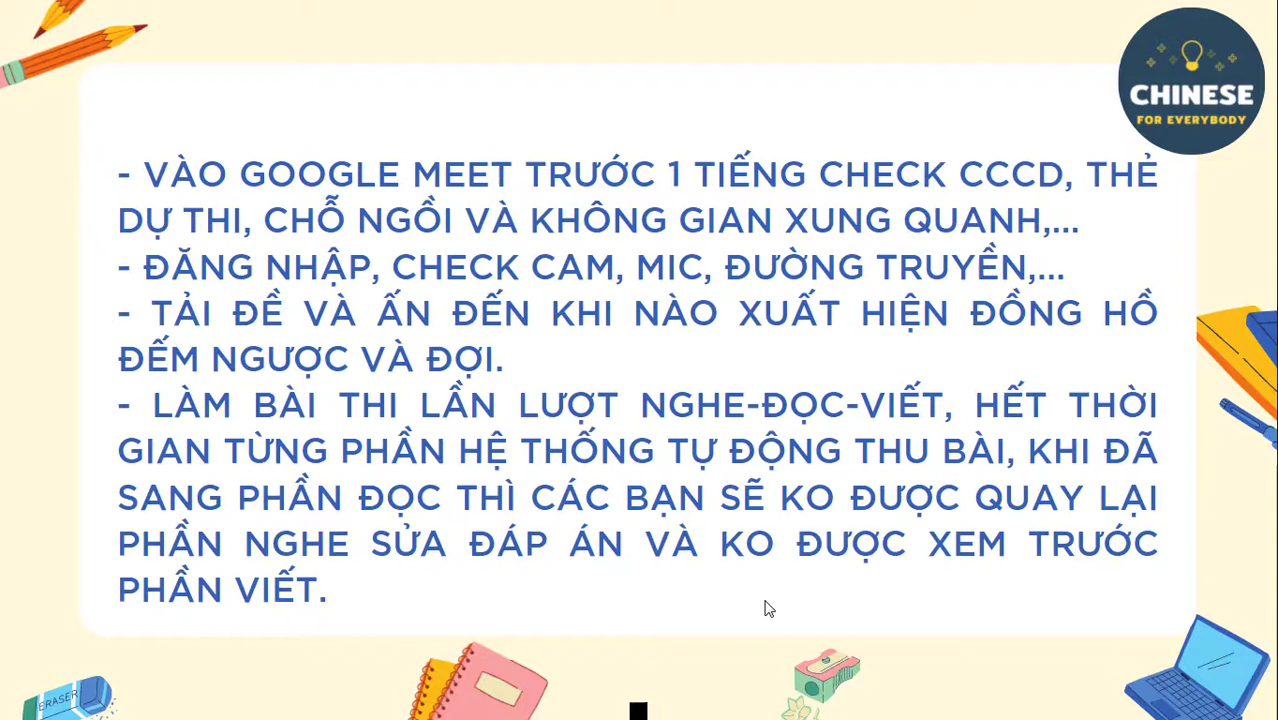 CHINESE
FOR EVERYBODY
- VÀO GOOGLE MEET TRƯỚC 1 TIẾNG CHECK CCCD, THẺ
DỰ THI, CHỖ NGỒI VÀ KHÔNG GIAN XUNG QUANH,...
- ĐĂNG NHẬP, CHECK CAM, MIC, ĐƯỜNG TRUYỀN,...
- TẢI ĐỀ VÀ ẤN ĐẾN KHI NÀO XUẤT HIỆN ĐỒNG HỒ
ĐẾM NGƯỢC VÀ ĐỢI.
- LÀM BÀI THI LẦN LƯỢT NGHE-ĐỌC-VIẾT, HẾT THỜI
GIAN TỪNG PHẦN HỆ THỐNG TỰ ĐỘNG THU BÀI, KHI ĐÃ
SANG PHẦN ĐỌC THÌ CÁC BẠN SẼ KO ĐƯỢC QUAY LẠI
PHẦN NGHE SỬA ĐÁP ÁN VÀ KO ĐƯỢC XEM TRƯỚC
PHẦN VIẾT.
ERASER